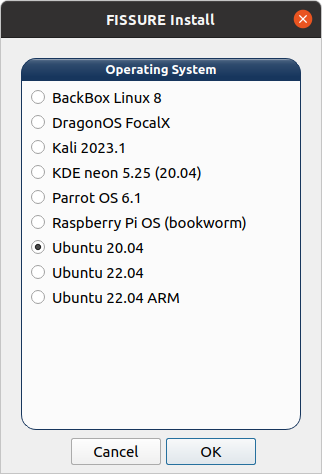 FISSURE Install
Operating System
BackBox Linux 8
DragonOS FocalX
Kali 2023.1
KDE neon 5.25 (20.04)
Parrot OS 6.1
Raspberry Pi OS (bookworm)
Ubuntu 20.04
Ubuntu 22.04
Ubuntu 22.04 ARM
Cancel OK